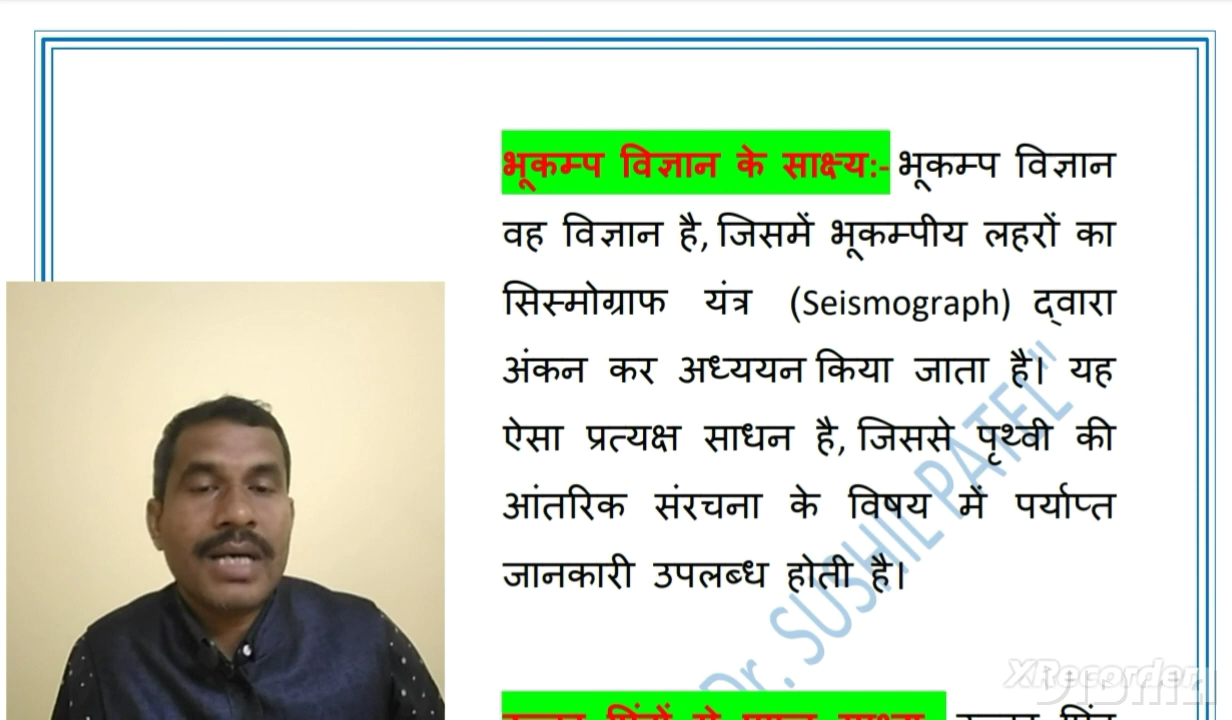 भूकम्प विज्ञान के साक्ष्य:- भूकम्प विज्ञान
वह विज्ञान है, जिसमें भूकम्पीय लहरों का
सिस्मोग्राफ यंत्र (Seismograph) द्वारा
अंकन कर अध्ययन किया जाता है। यह
ऐसा प्रत्यक्ष साधन है, जिससे पृथ्वी की
आंतरिक संरचना के विषय में पर्याप्त
जानकारी उपलब्ध होती है।
Dr. SUSHIL PATEL"
XRecorder